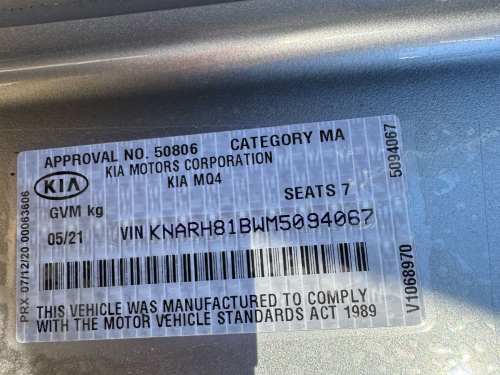 APPROVAL NO. 50806 CATEGORY MA
KIA MOTORS CORPORATION
KIA MQ4
KIA
SEATS 7
GVM kg
05/21 VIN KNARH81BWM5094067
THIS VEHICLE WAS MANUFACTURED TO COMPLY
WITH THE MOTOR VEHICLE STANDARDS ACT 1989
PRX 07/12/20 00063606
5094067
V1068970